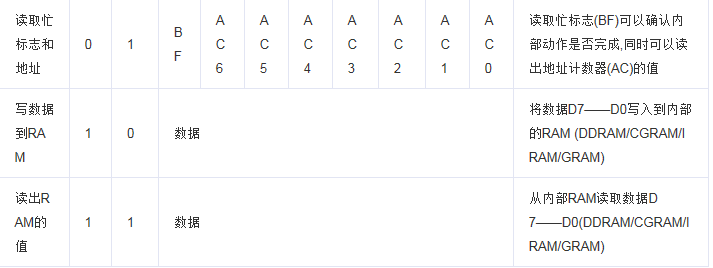 读取忙标志和地址 0 1 BF AC6 AC5 AC4 AC3 AC2 AC1 AC0 读取忙标志(BF)可以确认内部动作是否完成,同时可以读出地址计数器(AC)的值
写数据到RAM 1 0 数据 将数据D7——D0写入到内部的RAM (DDRAM/CGRAM/IRAM/GRAM)
读出RAM的值 1 1 数据 从内部RAM读取数据D7——D0(DDRAM/CGRAM/IRAM/GRAM)